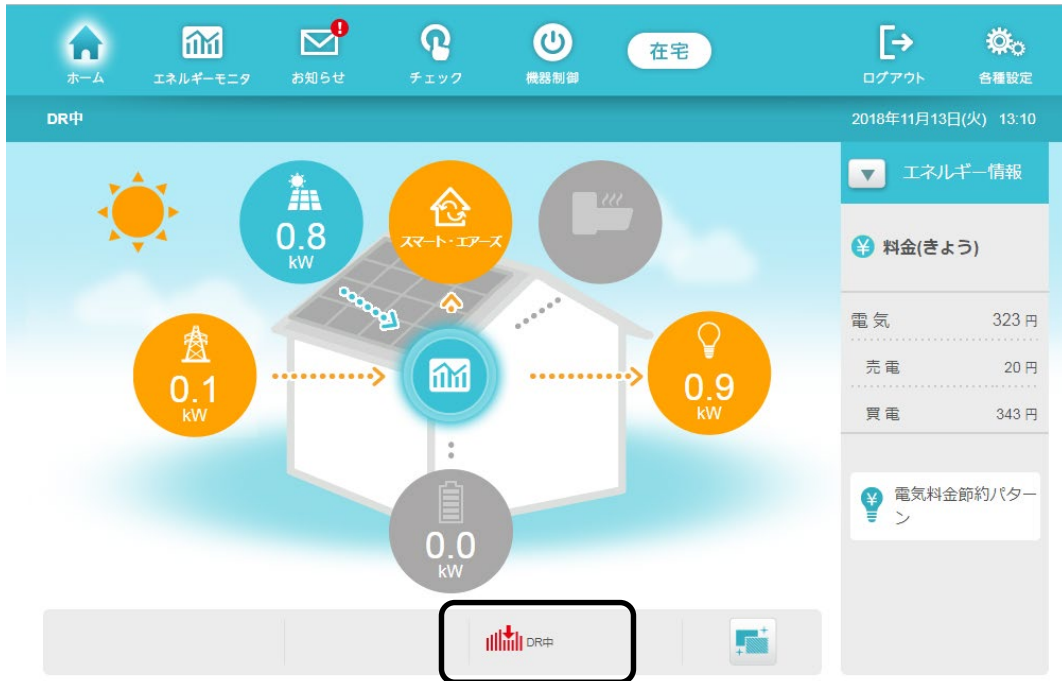 ホーム
エネルギーモニタ
お知らせ
チェック
機器制御
在宅
ログアウト
各種設定
DR中
2018年11月13日(火) 13:10
エネルギー情報
0.8
kW
スマート・エアーズ
料金(きょう)
0.1
kW
0.9
kW
電気 323 円
売電 20 円
買電 343 円
0.0
kW
電気料金節約パター
ン
DR中